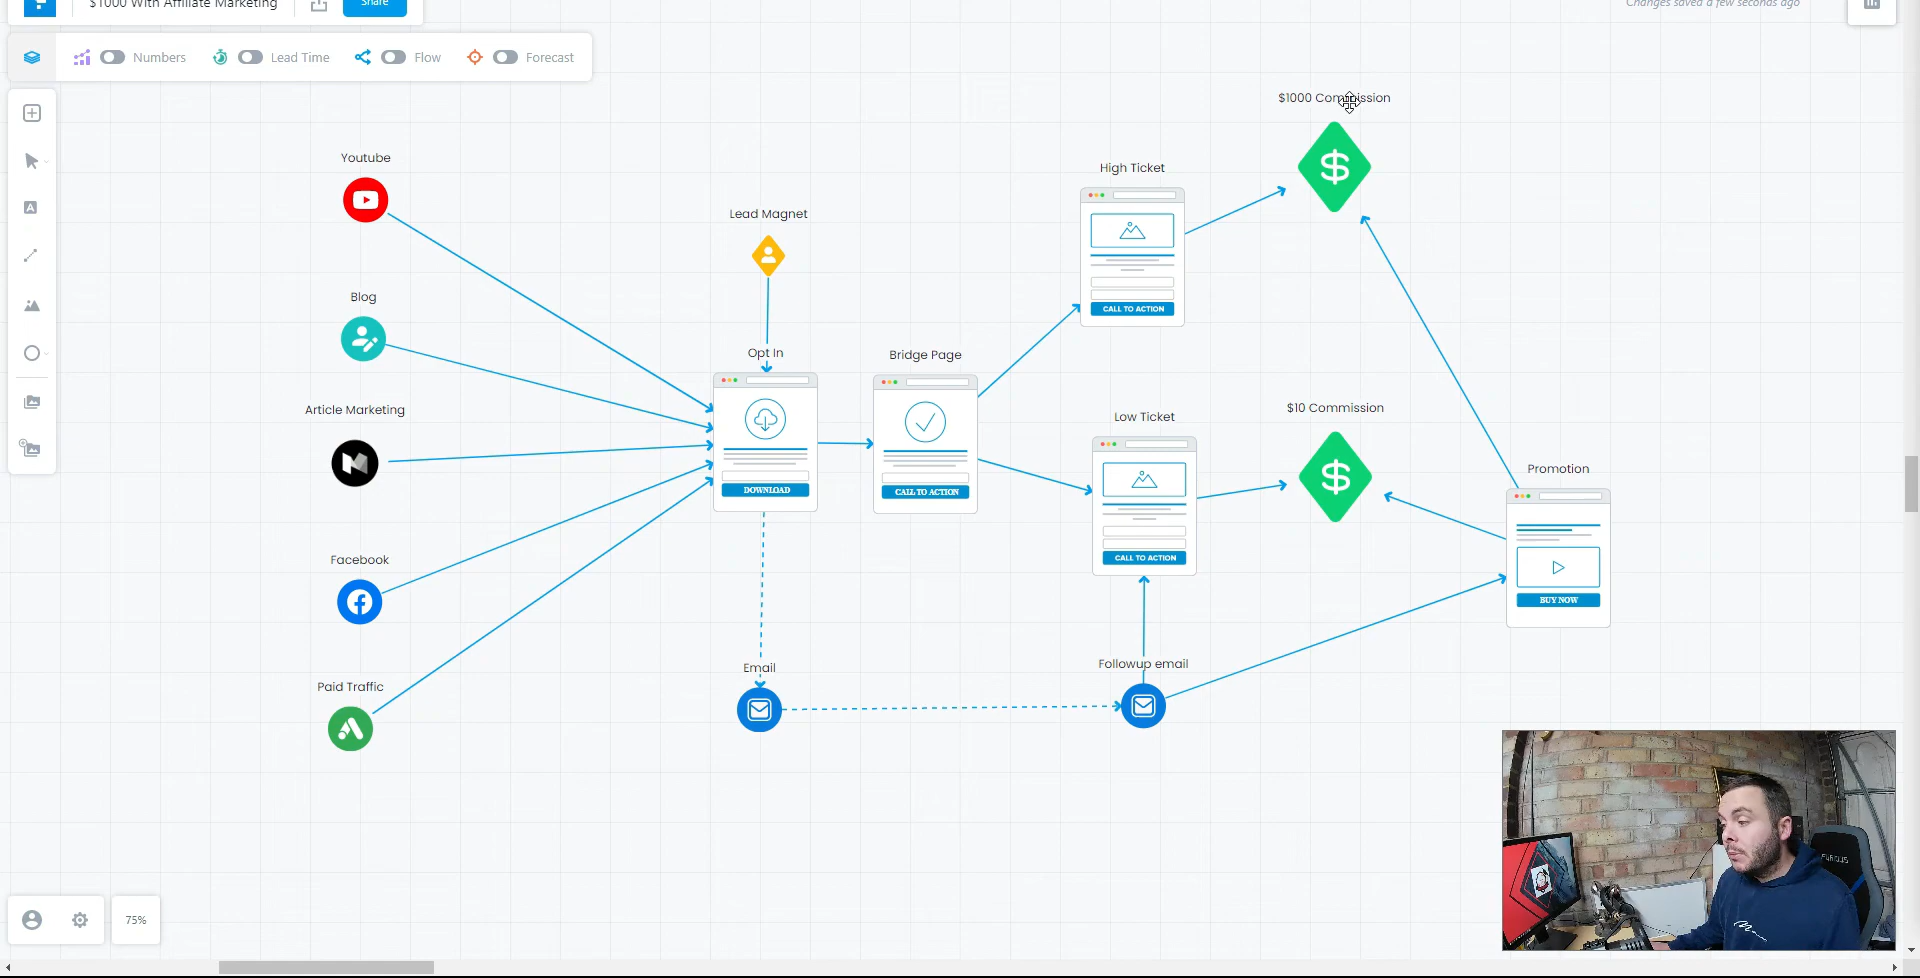 $1000 With Affiliate Marketing
Share
Changes saved a few seconds ago
Numbers
Lead Time
Flow
Forecast
$1000 Commission
Youtube
High Ticket
Lead Magnet
CALL TO ACTION
Blog
Opt In
Bridge Page
Article Marketing
$10 Commission
Low Ticket
DOWNLOAD
CALL TO ACTION
Promotion
CALL TO ACTION
Facebook
BUY NOW
Email
Followup email
Paid Traffic
75%
FURIOUS